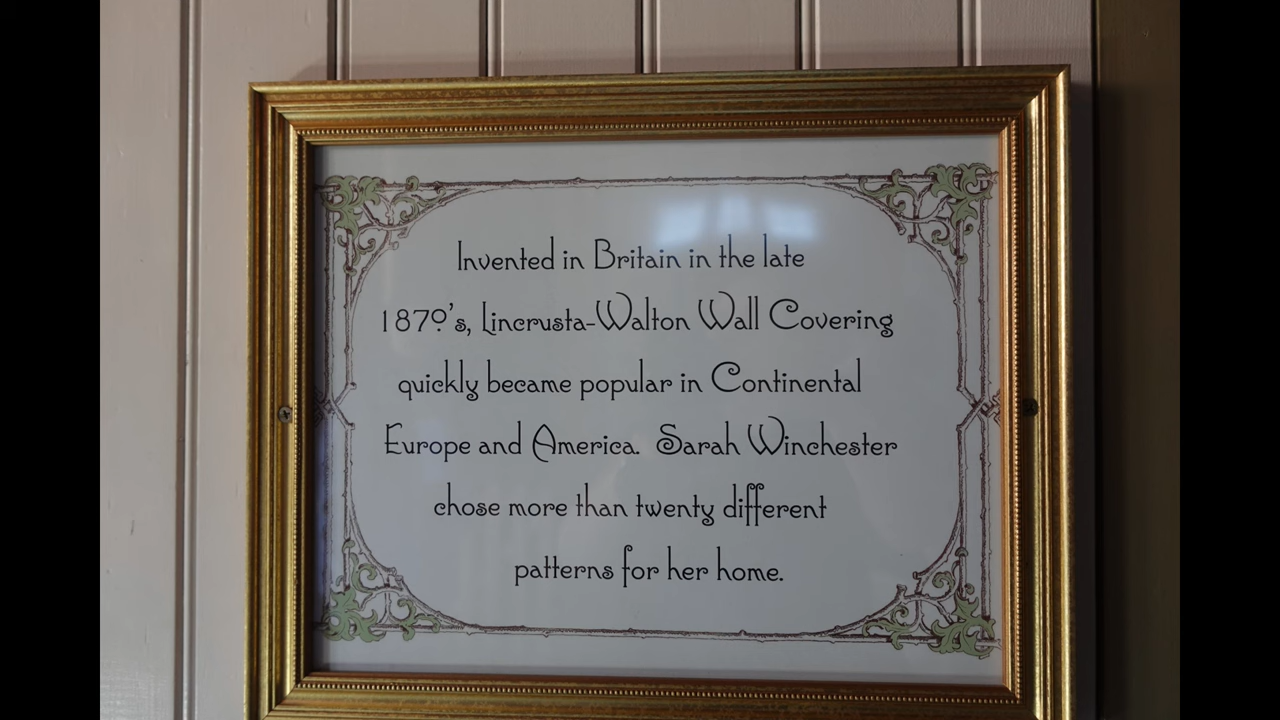 Invented in Britain in the late
1870's, Lincrusta-Walton Wall Covering
quickly became popular in Continental
Europe and America. Sarah Winchester
chose more than twenty different
patterns for her home.